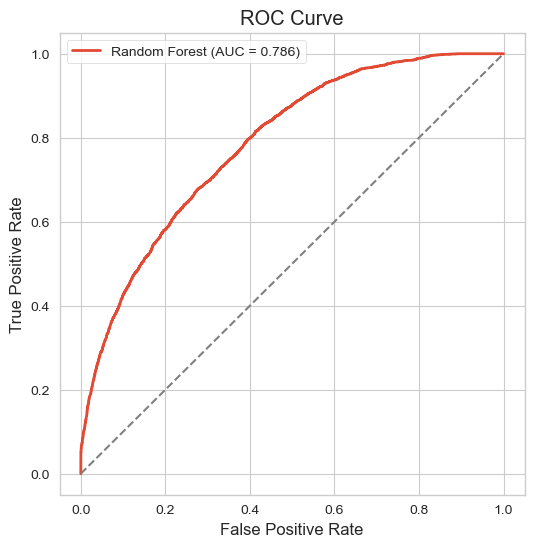 ROC Curve
Random Forest (AUC = 0.786)
1.0
0.8
0.6
0.4
0.2
0.0
True Positive Rate
0.0 0.2 0.4 0.6 0.8 1.0
False Positive Rate